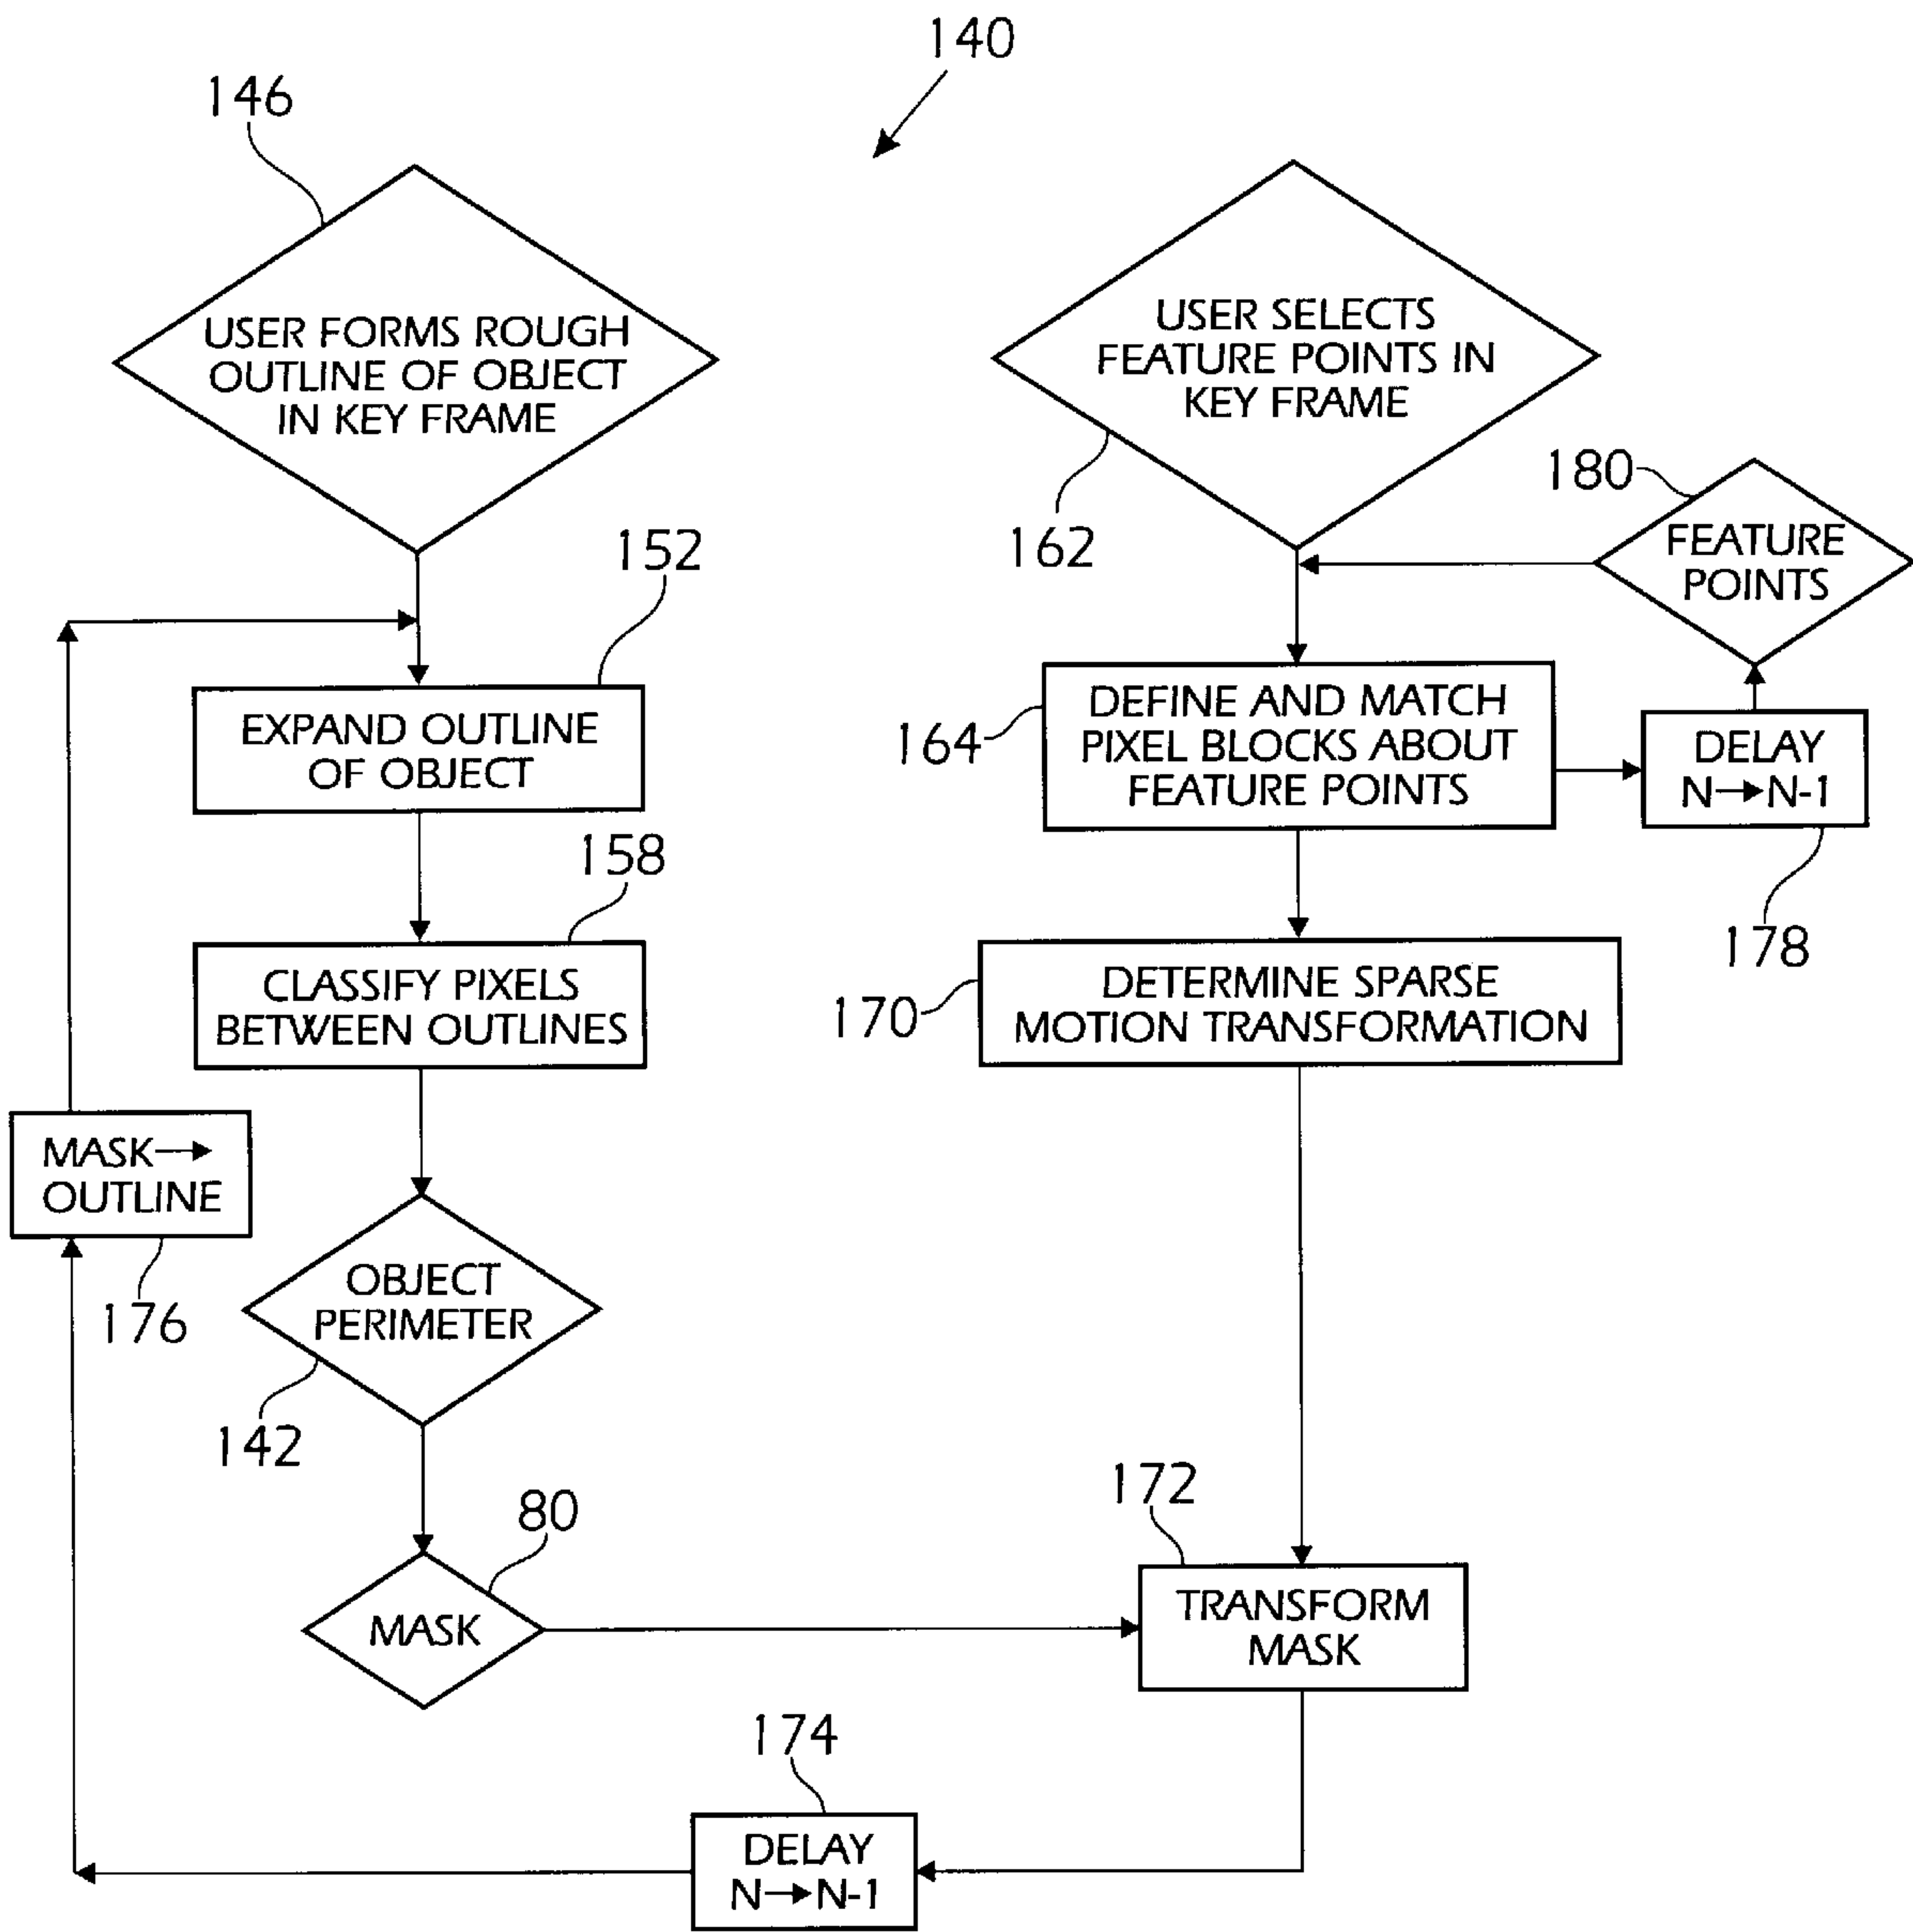 140
146
USER FORMS ROUGH
OUTLINE OF OBJECT
IN KEY FRAME
USER SELECTS
FEATURE POINTS IN
KEY FRAME
162
180
FEATURE
POINTS
152
EXPAND OUTLINE
OF OBJECT
164
DEFINE AND MATCH
PIXEL BLOCKS ABOUT
FEATURE POINTS
DELAY
N→N-1
178
158
CLASSIFY PIXELS
BETWEEN OUTLINES
170
DETERMINE SPARSE
MOTION TRANSFORMATION
MASK→
OUTLINE
176
OBJECT
PERIMETER
142
80
MASK
172
TRANSFORM
MASK
174
DELAY
N→N-1